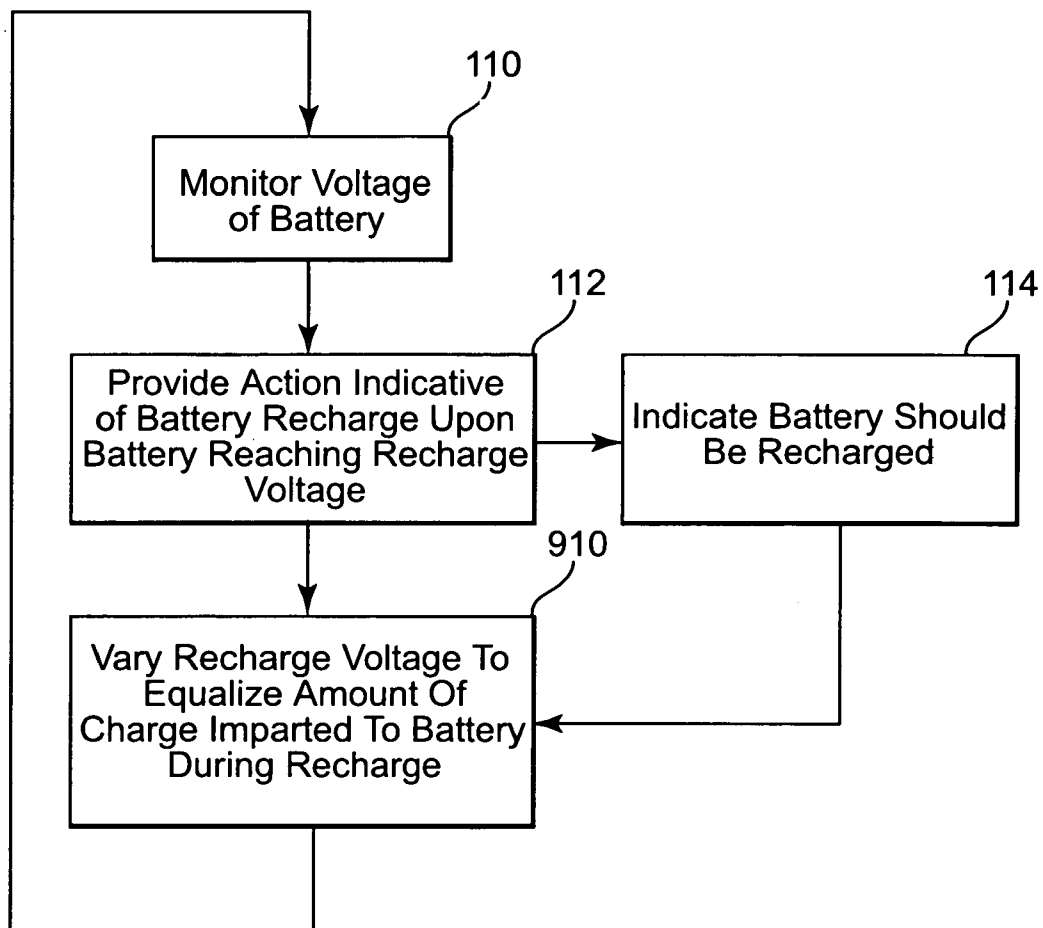 110
Monitor Voltage
of Battery
112
114
Provide Action Indicative
of Battery Recharge Upon
Battery Reaching Recharge
Voltage
Indicate Battery Should
Be Recharged
910
Vary Recharge Voltage To
Equalize Amount Of
Charge Imparted To Battery
During Recharge